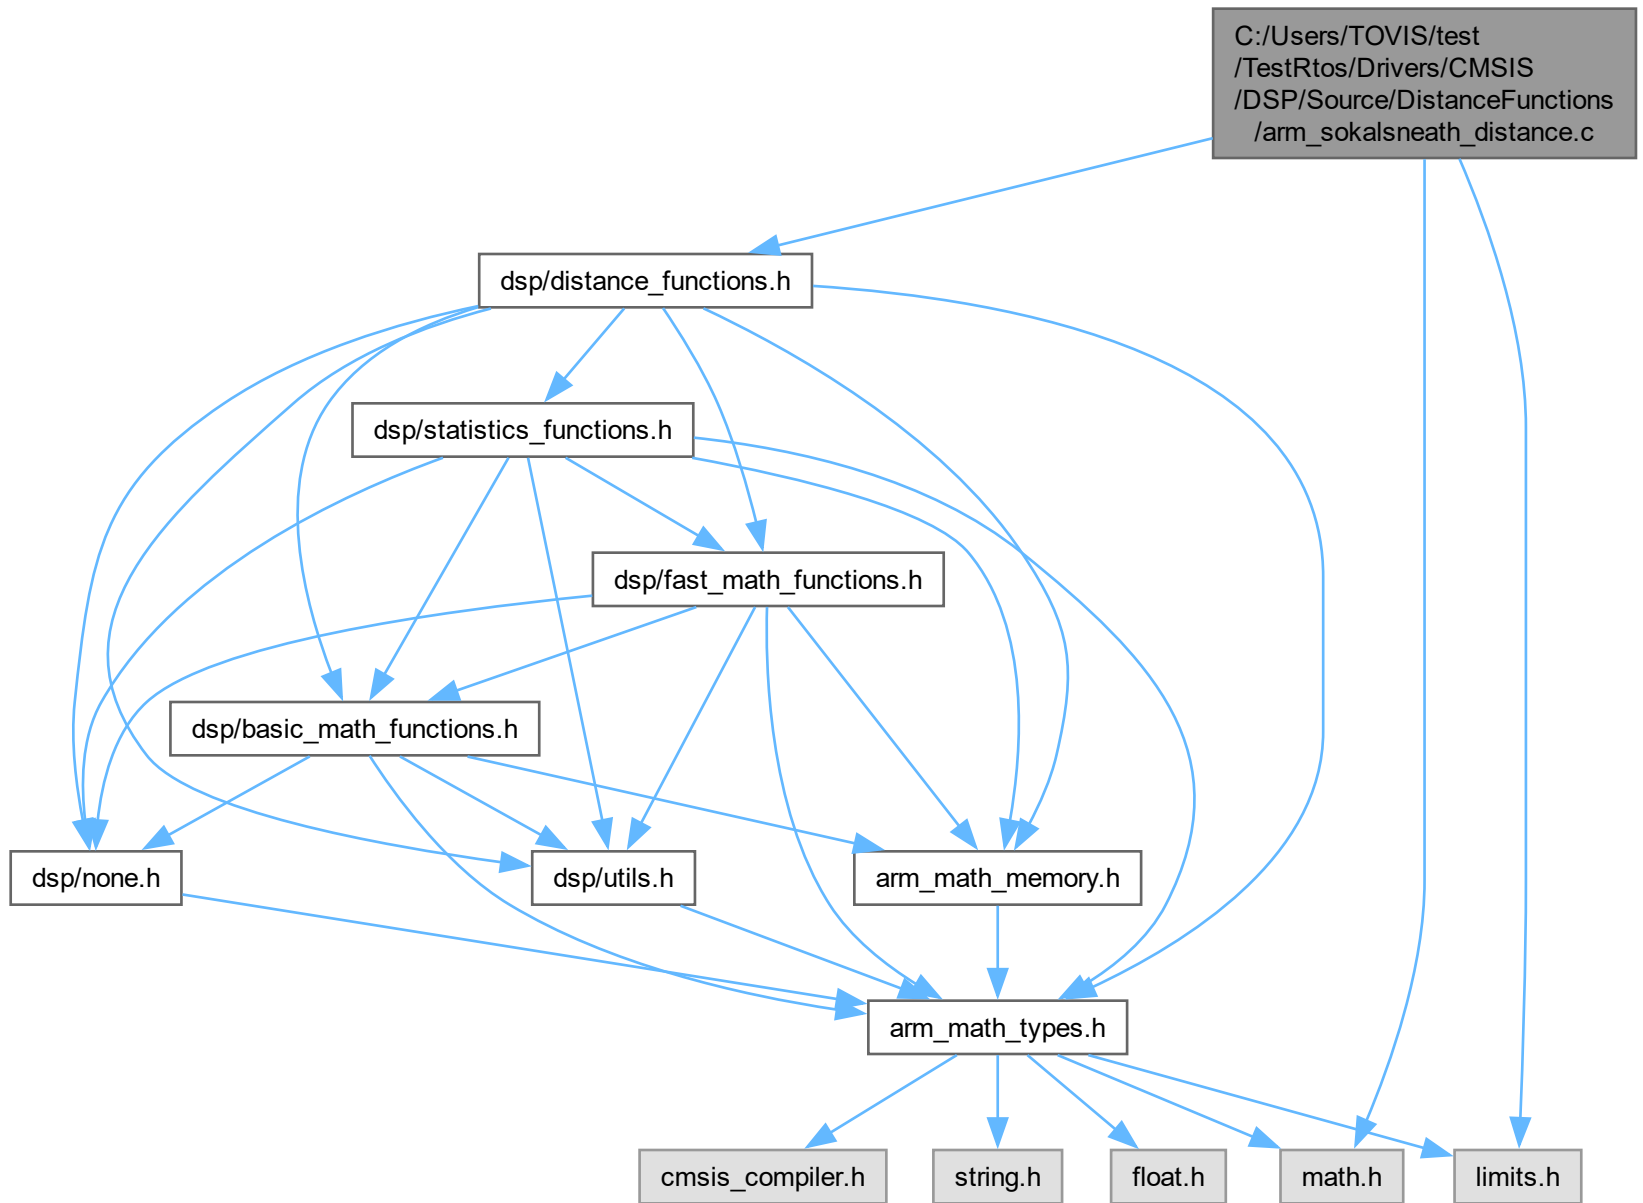 C:/Users/TOVIS/test
/TestRtos/Drivers/CMSIS
/DSP/Source/DistanceFunctions
/arm_sokalsneath_distance.c
dsp/distance_functions.h
dsp/statistics_functions.h
dsp/fast_math_functions.h
dsp/basic_math_functions.h
dsp/none.h
dsp/utils.h
arm_math_memory.h
arm_math_types.h
cmsis_compiler.h
string.h
float.h
math.h
limits.h